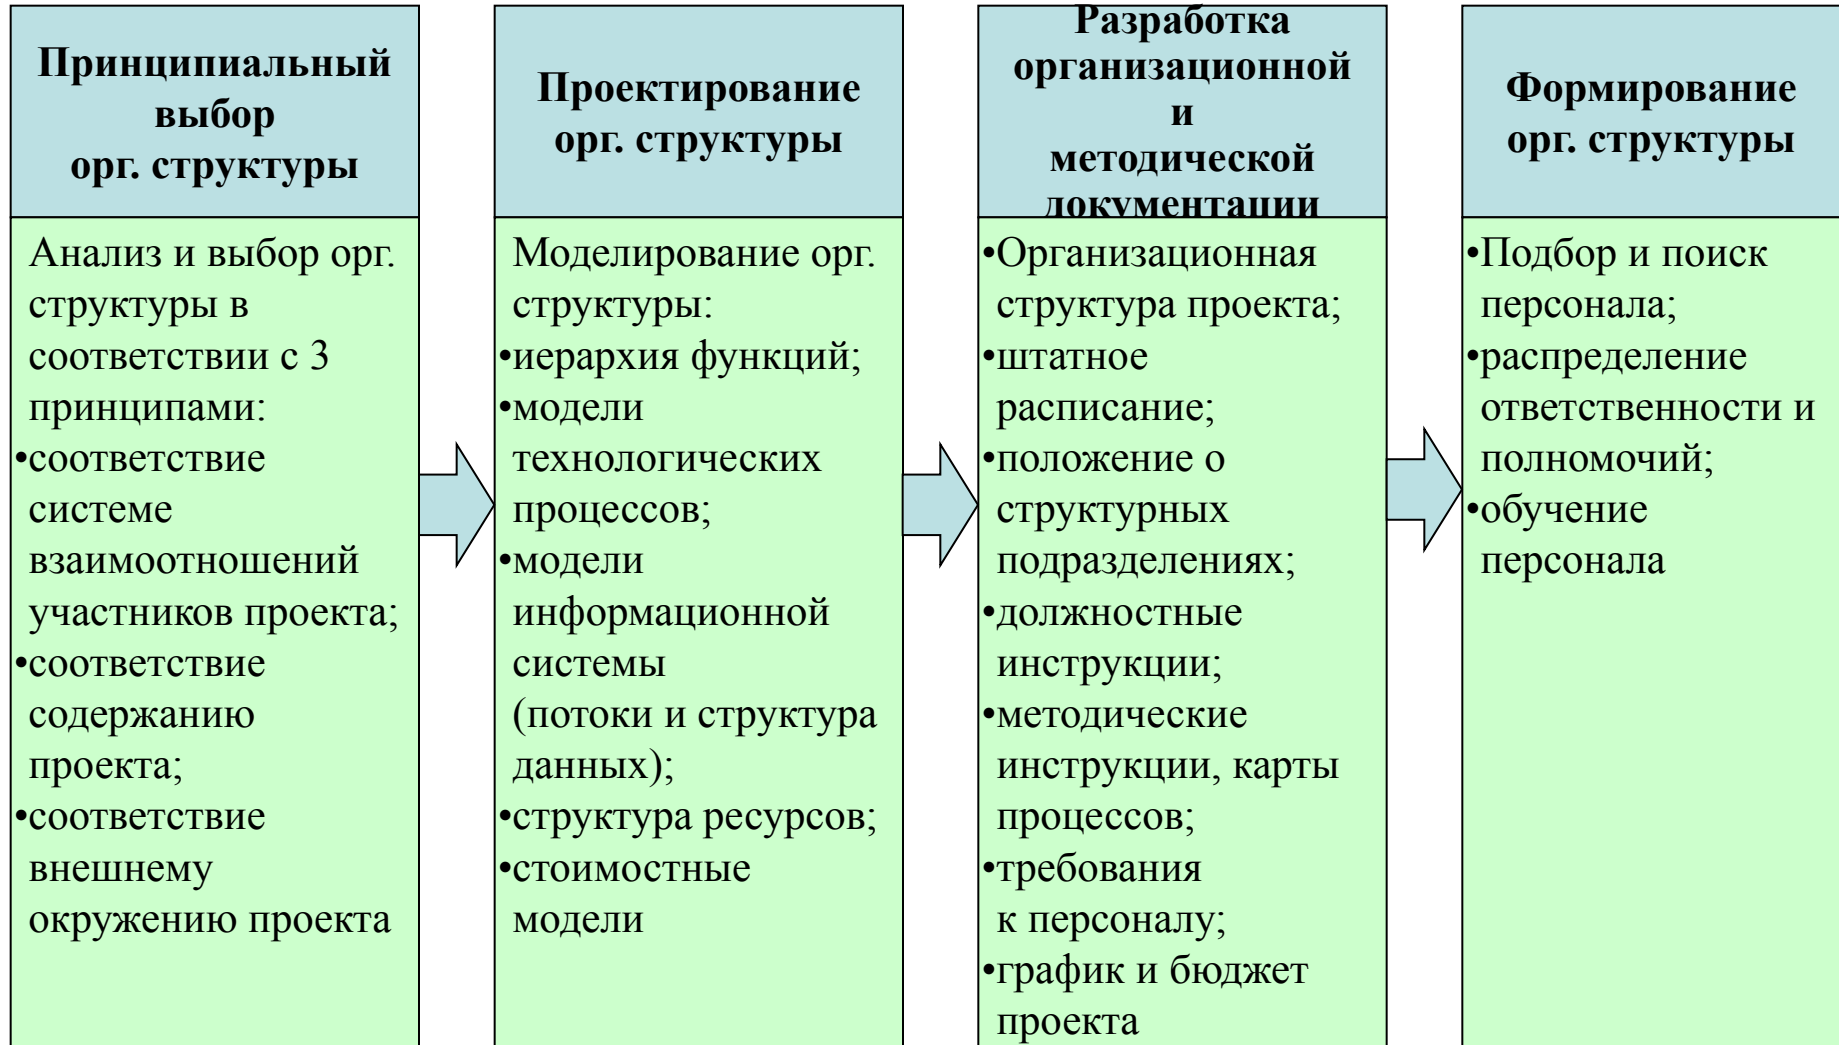 Принципиальный
выбор
орг. структуры
Анализ и выбор орг.
структуры в
соответствии с 3
принципами:
•соответствие
системе
взаимоотношений
участников проекта;
•соответствие
содержанию
проекта;
•соответствие
внешнему
окружению проекта
Проектирование
орг. структуры
Моделирование орг.
структуры:
•иерархия функций;
•модели
технологических
процессов;
•модели
информационной
системы
(потоки и структура
данных);
•структура ресурсов;
•стоимостные
модели
Разработка
организационной
и
методической
документации
•Организационная
структура проекта;
•штатное
расписание;
•положение о
структурных
подразделениях;
•должностные
инструкции;
•методические
инструкции, карты
процессов;
•требования
к персоналу;
•график и бюджет
проекта
Формирование
орг. структуры
•Подбор и поиск
персонала;
•распределение
ответственности и
полномочий;
•обучение
персонала